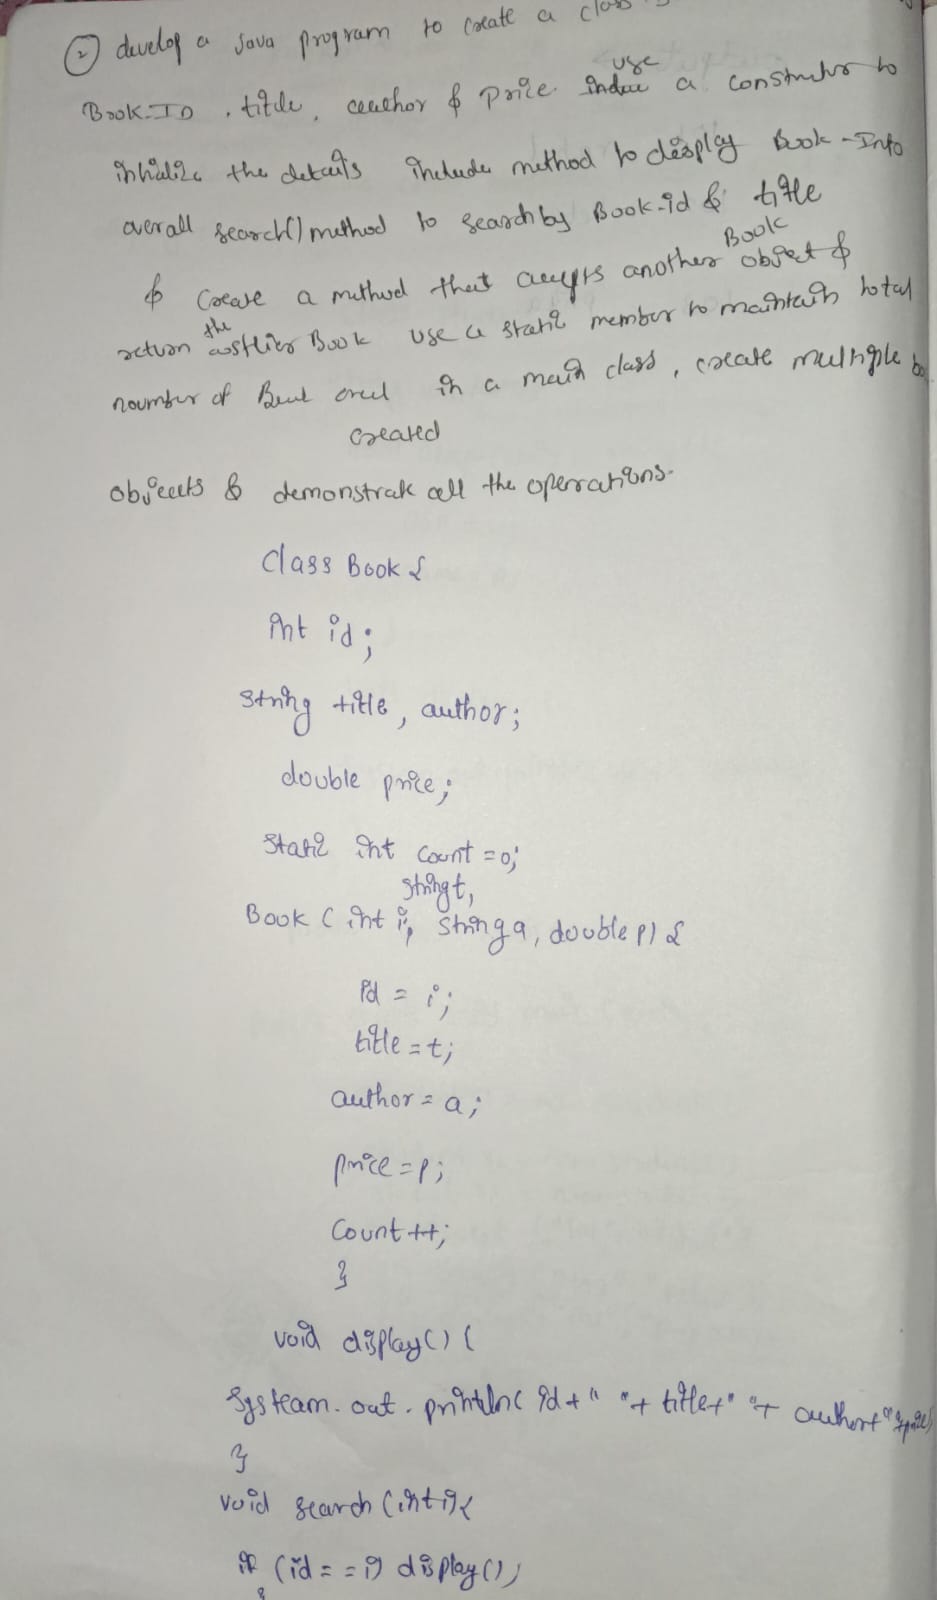 ② develop a Java program to create a class
Book-ID, title, author & price. use a constructor to
initialize the details include method to display Book-Info
overall search() method to search by Book-id & title
& create a method that accepts another Book object &
return the costlier Book use a static member to maintain total
noumber of created in a main class, create multiple
objeects & demonstrate all the operations.
class Book {
int id;
String title, author;
double price;
static int count = 0;
Book (int i, String t, String a, double p) {
id = i;
title = t;
author = a;
price = p;
count ++;
}
void display() {
System.out.println( id + " " + title + " " + author + " " + price)
}
void search (int i) {
if (id == i) display();
}